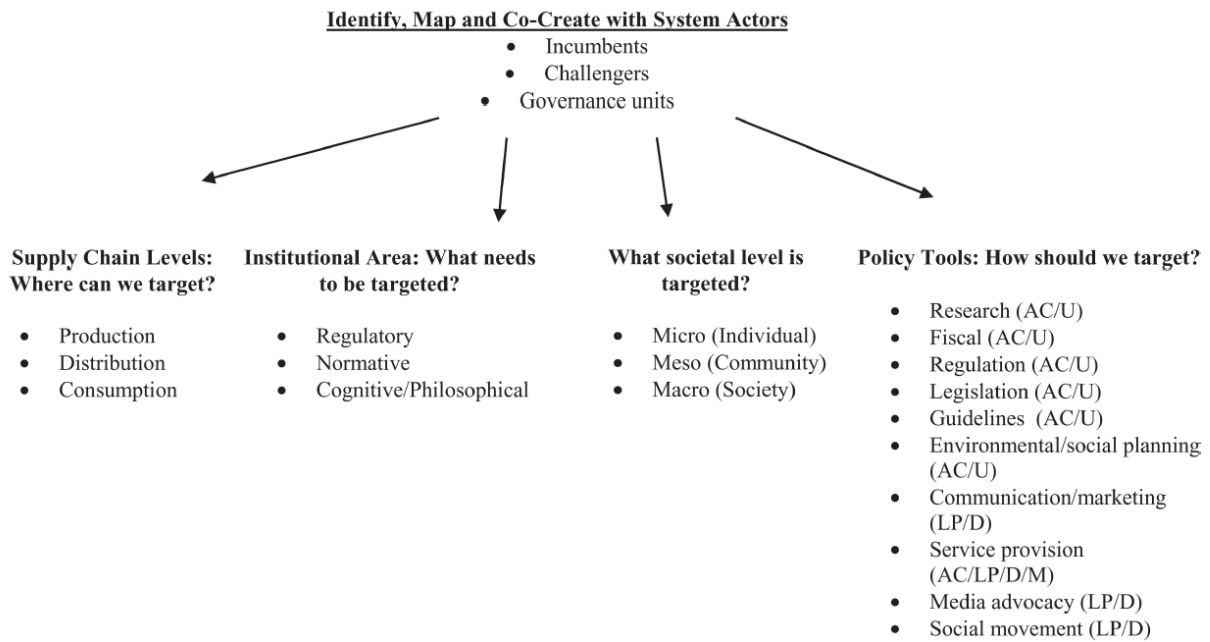 Identify, Map and Co-Create with System Actors
• Incumbents
• Challengers
• Governance units
Supply Chain Levels:
Where can we target?
• Production
• Distribution
• Consumption
Institutional Area: What needs
to be targeted?
• Regulatory
• Normative
• Cognitive/Philosophical
What societal level is
targeted?
• Micro (Individual)
• Meso (Community)
• Macro (Society)
Policy Tools: How should we target?
• Research (AC/U)
• Fiscal (AC/U)
• Regulation (AC/U)
• Legislation (AC/U)
• Guidelines (AC/U)
• Environmental/social planning
(AC/U)
• Communication/marketing
(LP/D)
• Service provision
(AC/LP/D/M)
• Media advocacy (LP/D)
• Social movement (LP/D)